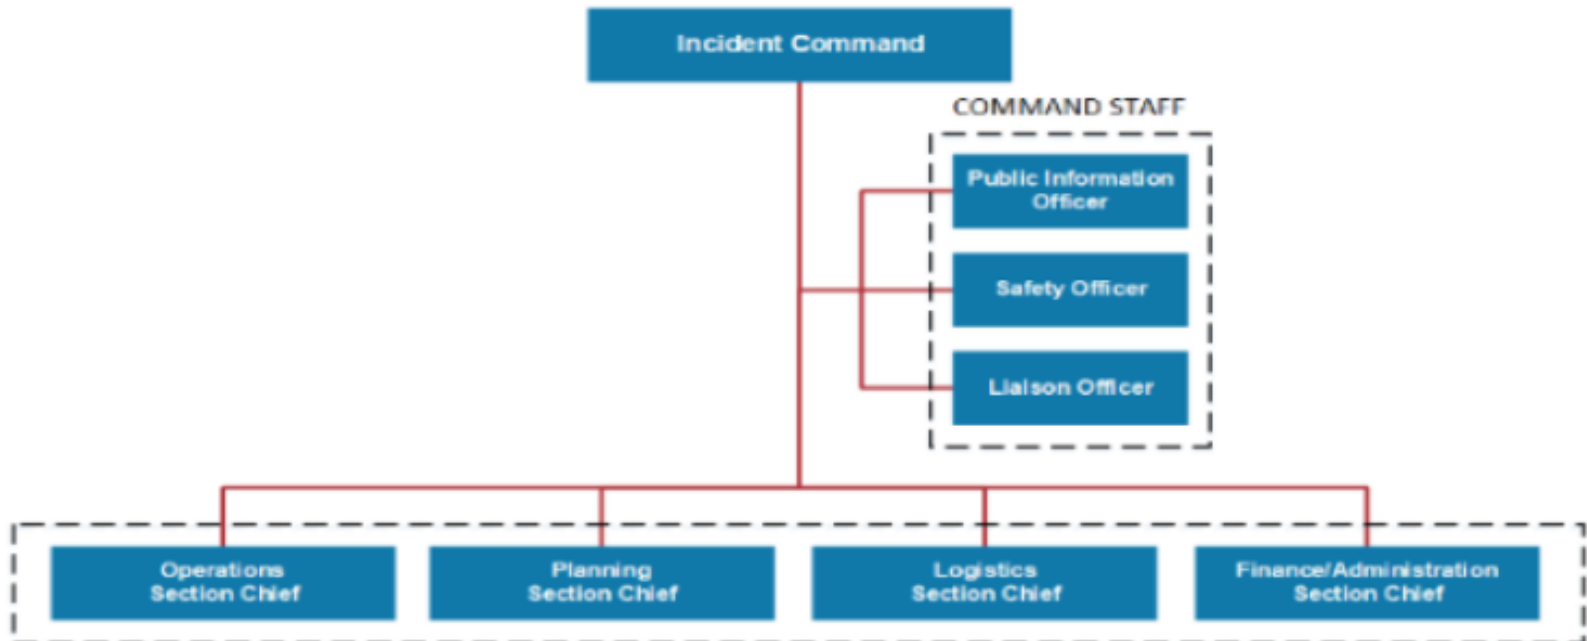 Incident Command
COMMAND STAFF
Public Information
Officer
Safety Officer
Liaison Officer
Operations
Section Chief
Planning
Section Chief
Logistics
Section Chief
Finance/Administration
Section Chief